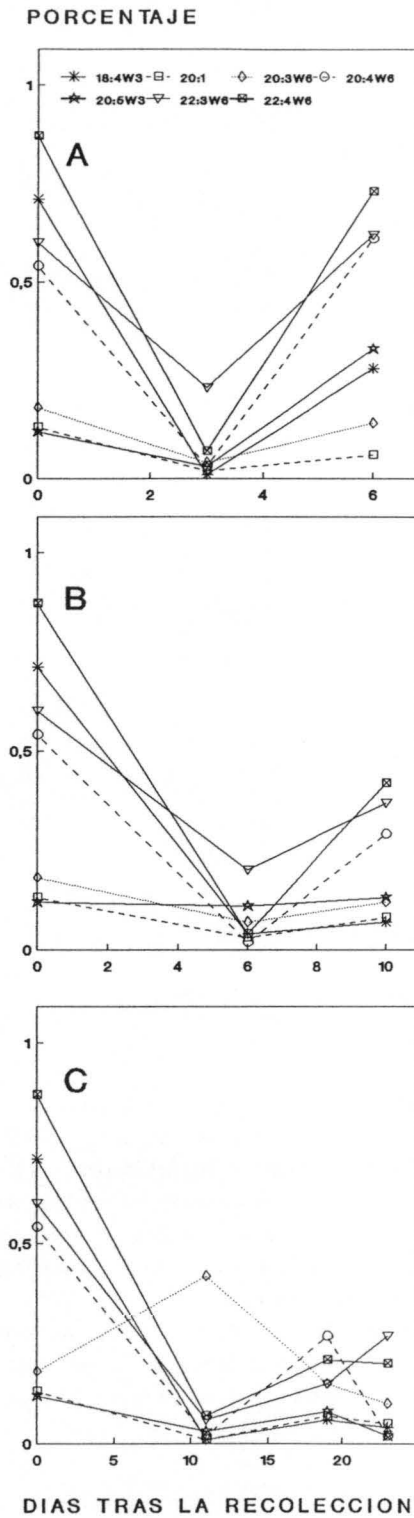 PORCENTAJE
18:4W3 20:1 20:3W6 20:4W6
20:5W3 22:3W6 22:4W6
1
A
0,5
0
0 2 4 6
1
B
0,5
0
0 2 4 6 8 10
1
C
0,5
0
0 5 10 15 20
DIAS TRAS LA RECOLECCION